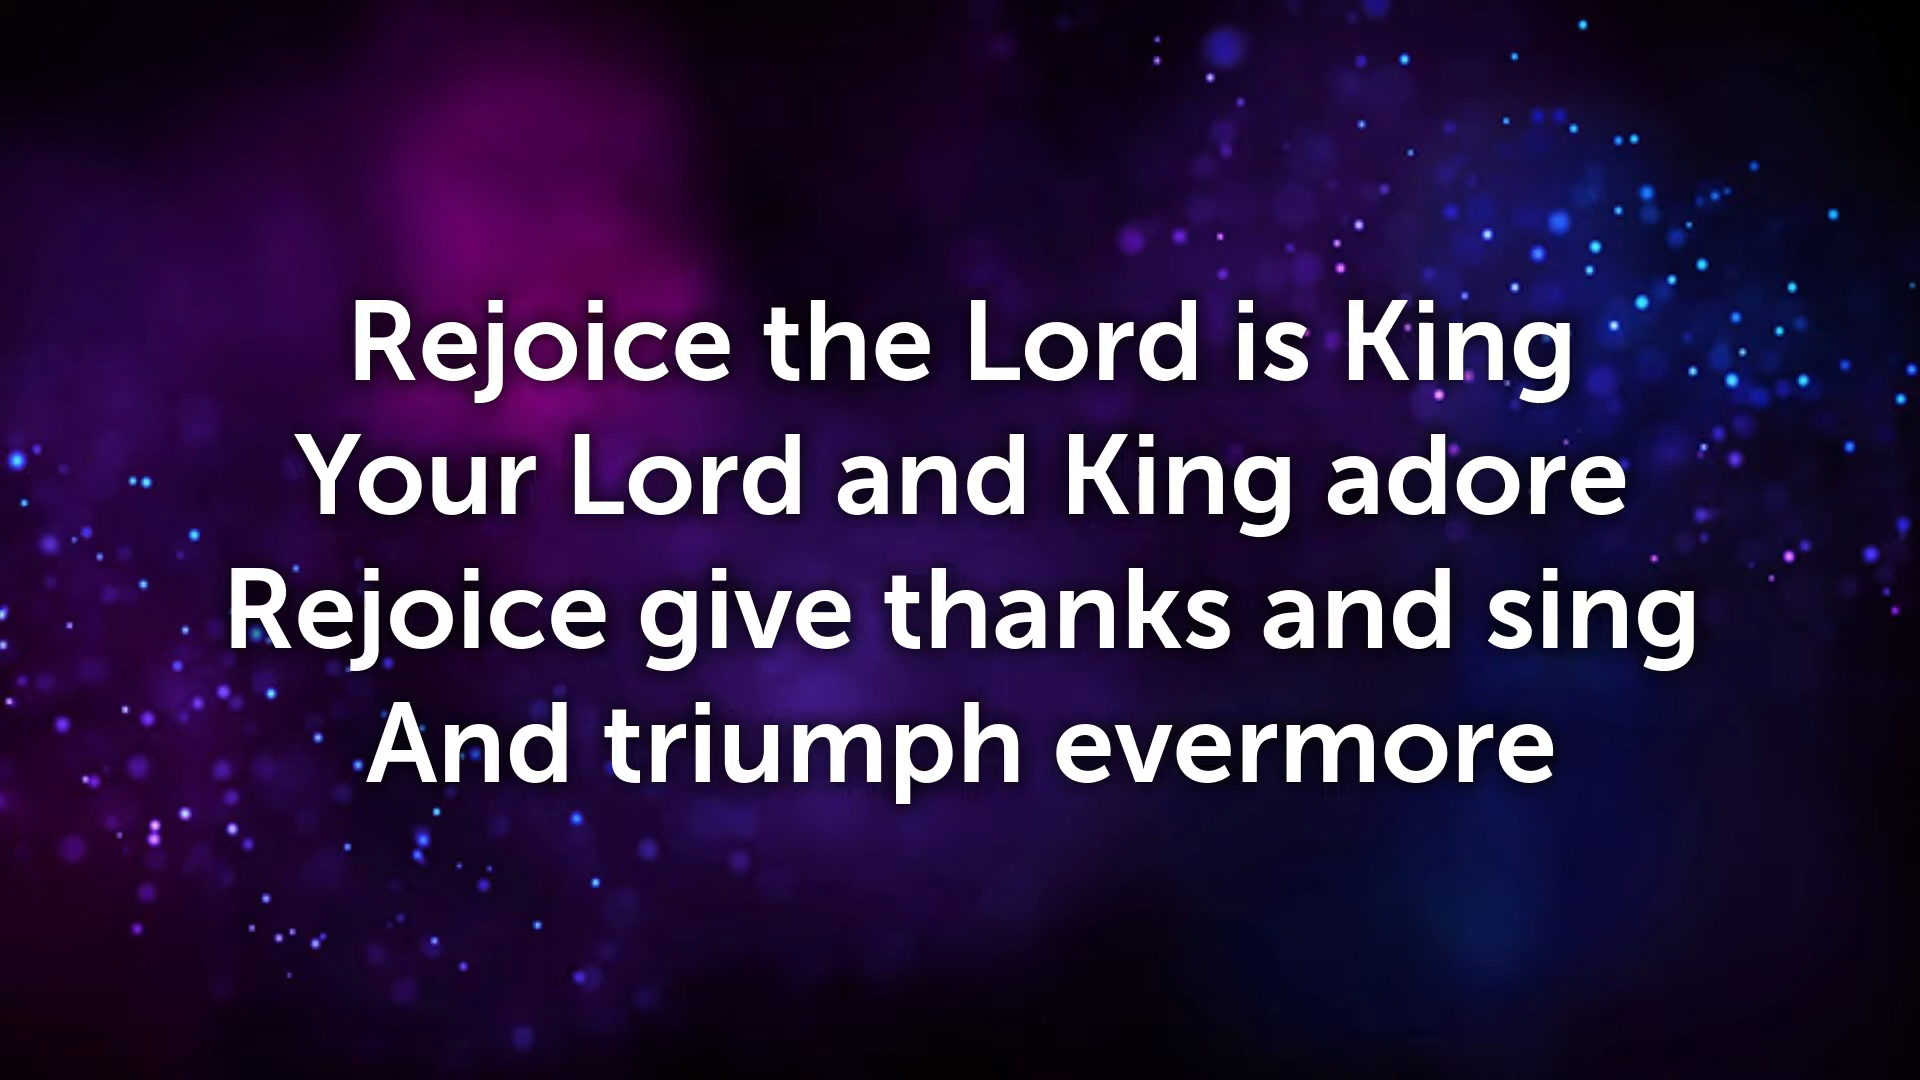 Rejoice the Lord is King
Your Lord and King adore
Rejoice give thanks and sing
And triumph evermore